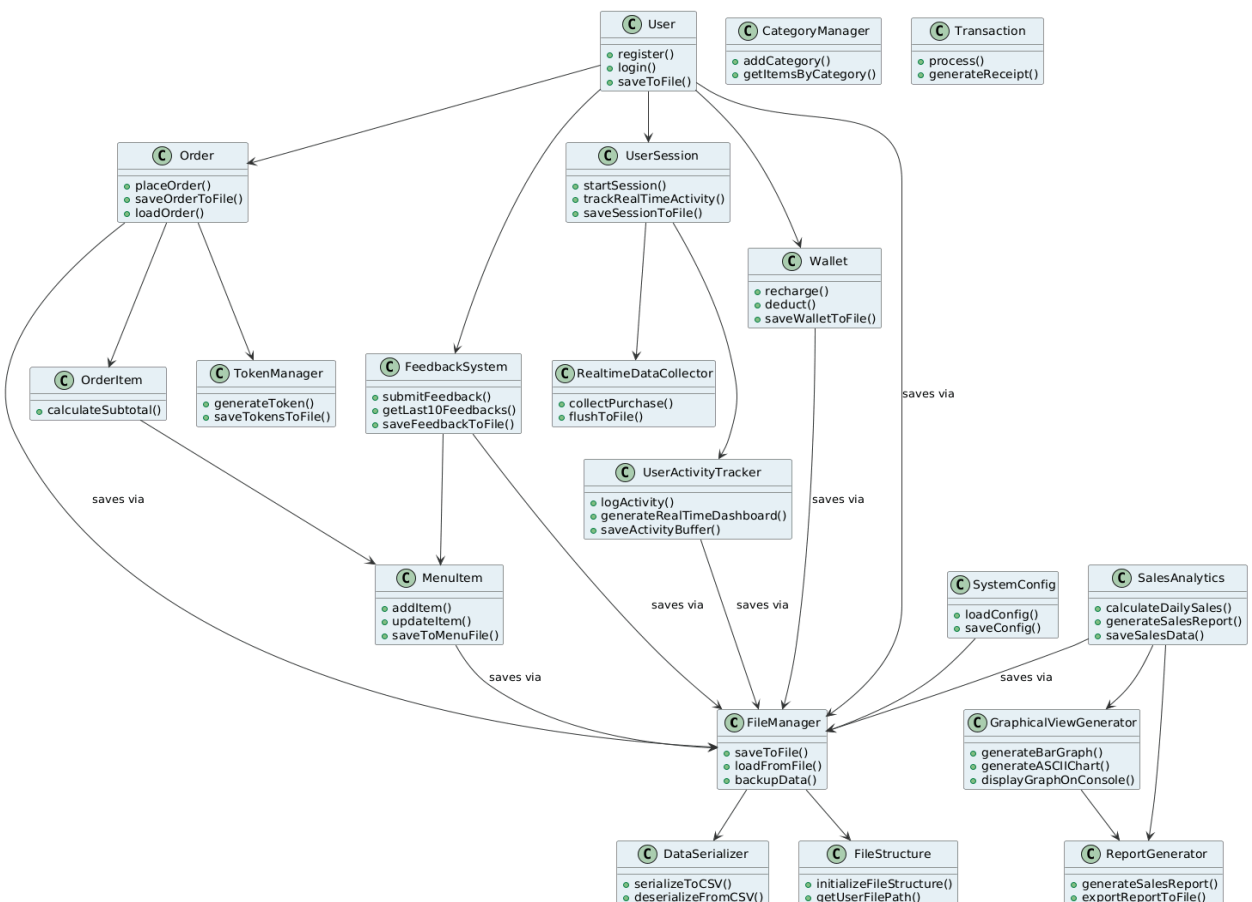 C User
register()
login()
saveToFile()
C CategoryManager
addCategory()
getItemsByCategory()
C Transaction
process()
generateReceipt()
C Order
placeOrder()
saveOrderToFile()
loadOrder()
C UserSession
startSession()
trackRealTimeActivity()
saveSessionToFile()
C Wallet
recharge()
deduct()
saveWalletToFile()
C OrderItem
calculateSubtotal()
C TokenManager
generateToken()
saveTokensToFile()
C FeedbackSystem
submitFeedback()
getLast10Feedbacks()
saveFeedbackToFile()
C RealtimeDataCollector
collectPurchase()
flushToFile()
saves via
C UserActivityTracker
logActivity()
generateRealTimeDashboard()
saveActivityBuffer()
saves via
saves via
C MenuItem
addItem()
updateItem()
saveToMenuFile()
saves via
saves via
C SystemConfig
loadConfig()
saveConfig()
C SalesAnalytics
calculateDailySales()
generateSalesReport()
saveSalesData()
saves via
saves via
C FileManager
saveToFile()
loadFromFile()
backupData()
C GraphicalViewGenerator
generateBarGraph()
generateASCIIChart()
displayGraphOnConsole()
C DataSerializer
serializeToCSV()
deserializeFromCSV()
C FileStructure
initializeFileStructure()
getUserFilePath()
C ReportGenerator
generateSalesReport()
exportReportToFile()